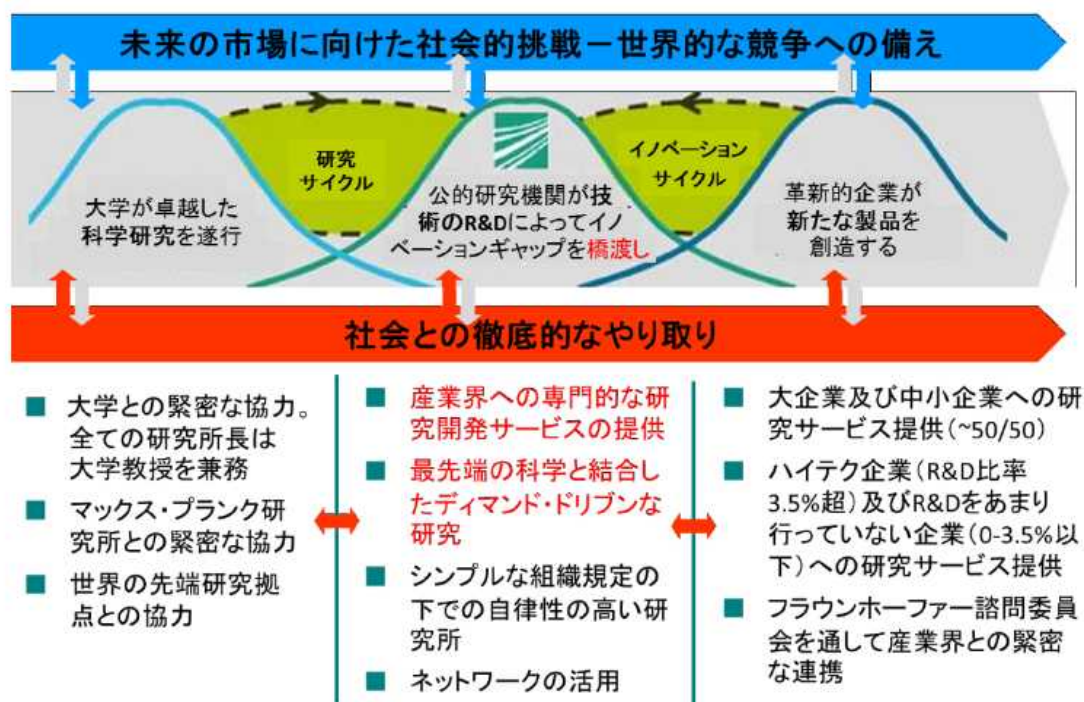 未来の市場に向けた社会的挑戦－世界的な競争への備え
研究
サイクル
イノベーション
サイクル
大学が卓越した
科学研究を遂行
公的研究機関が技
術のR&Dによってイノ
ベーションギャップを橋渡し
革新的企業が
新たな製品を
創造する
社会との徹底的なやり取り
■ 大学との緊密な協力。
全ての研究所長は
大学教授を兼務
■ マックス・プランク研
究所との緊密な協力
■ 世界の先端研究拠
点との協力
■ 産業界への専門的な研
究開発サービスの提供
■ 最先端の科学と結合し
たディマンド・ドリブンな
研究
■ シンプルな組織規定の
下での自律性の高い研
究所
■ ネットワークの活用
■ 大企業及び中小企業への研
究サービス提供(~50/50)
■ ハイテク企業(R&D比率
3.5%超)及びR&Dをあまり
行っていない企業(0-3.5%以
下)への研究サービス提供
■ フラウンホーファー諮問委員
会を通して産業界との緊密
な連携